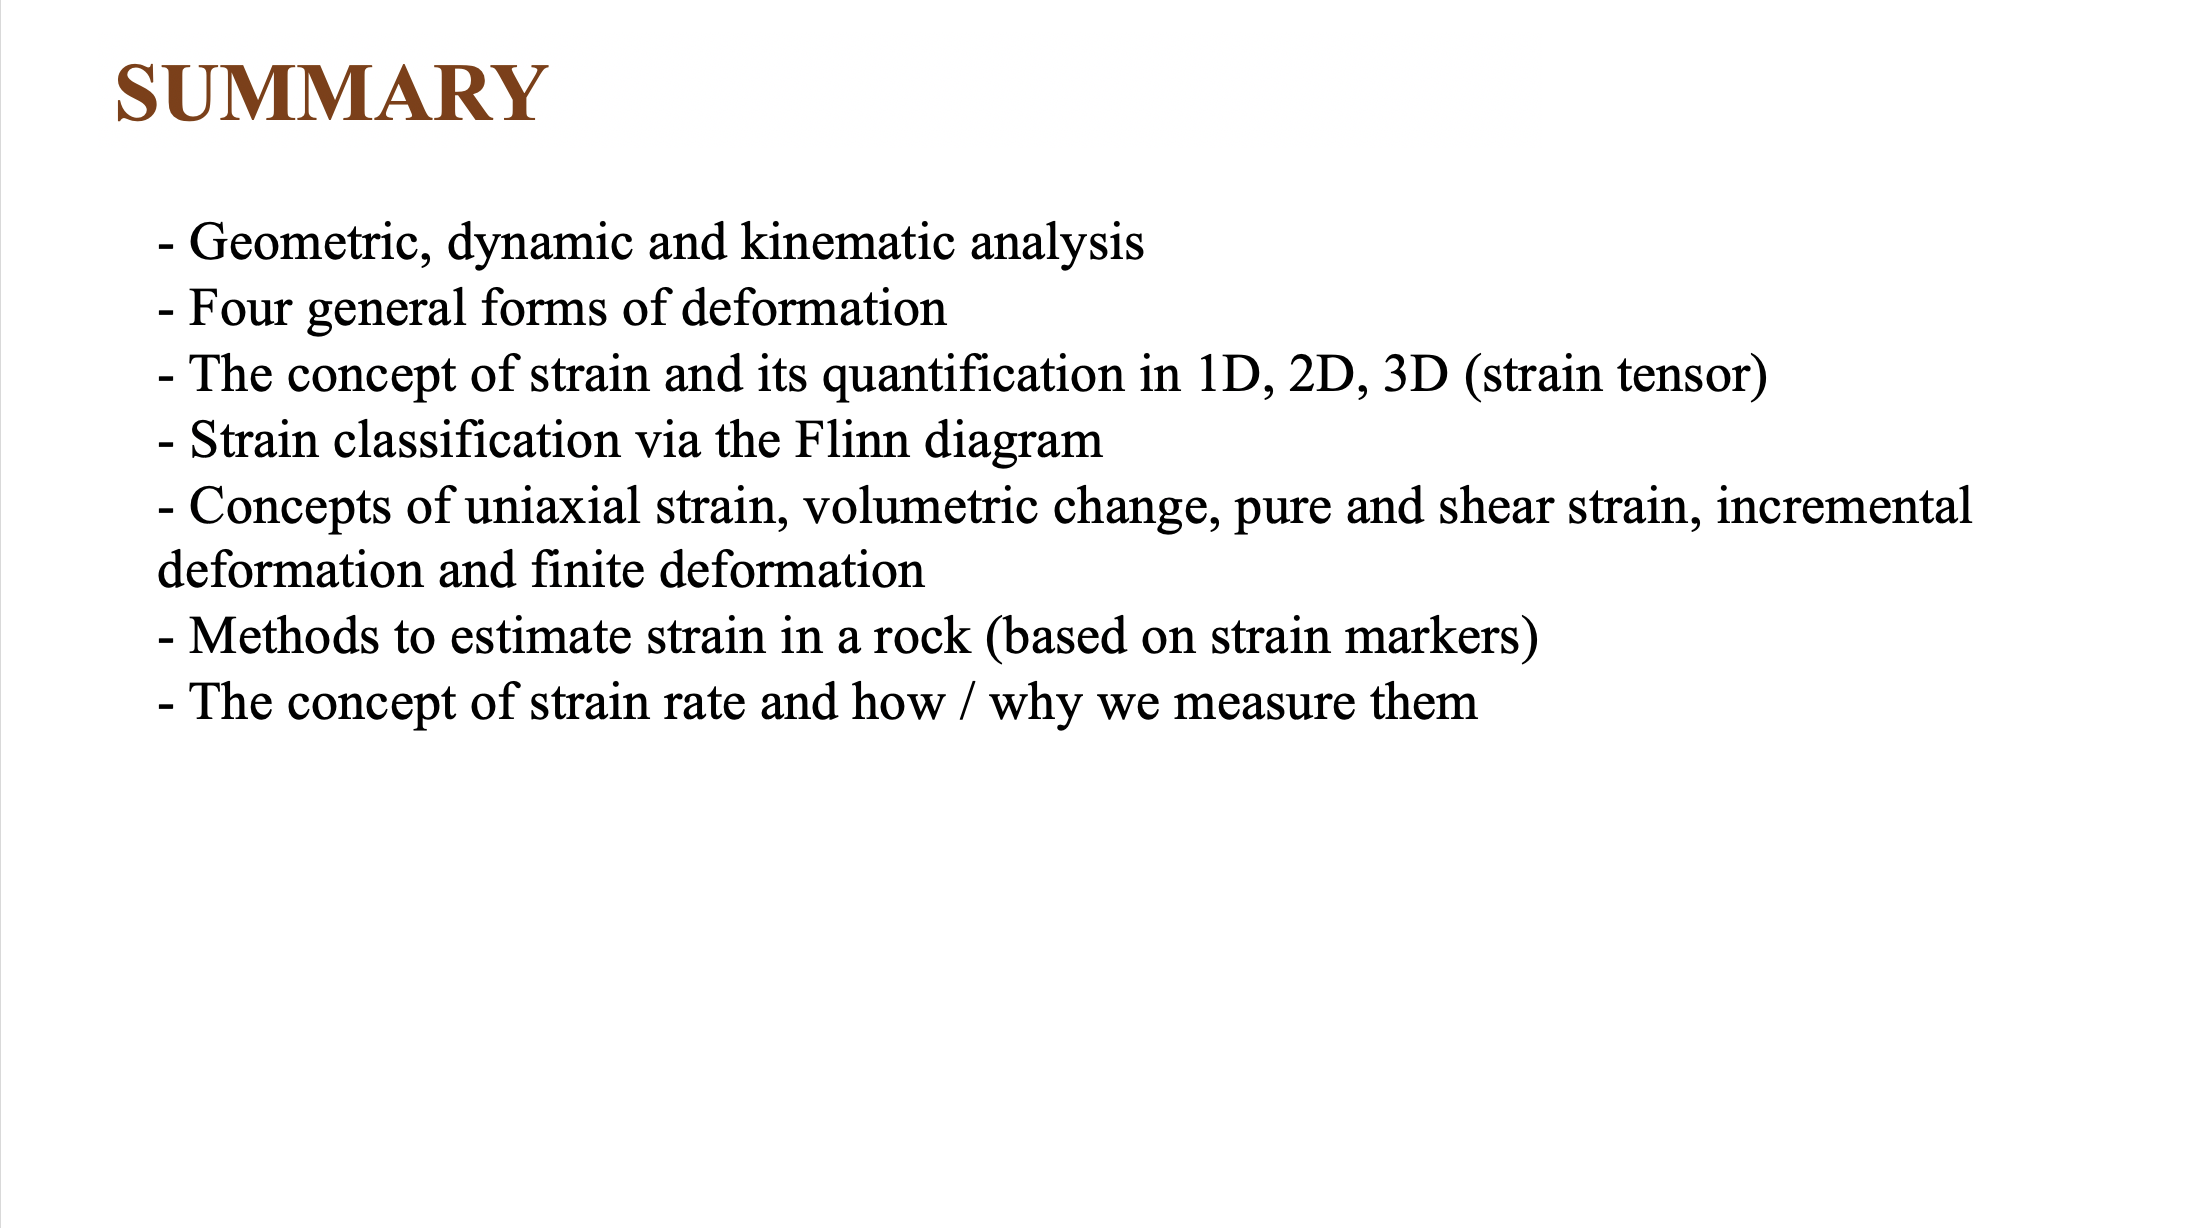 SUMMARY
- Geometric, dynamic and kinematic analysis
- Four general forms of deformation
- The concept of strain and its quantification in 1D, 2D, 3D (strain tensor)
- Strain classification via the Flinn diagram
- Concepts of uniaxial strain, volumetric change, pure and shear strain, incremental
deformation and finite deformation
- Methods to estimate strain in a rock (based on strain markers)
- The concept of strain rate and how / why we measure them